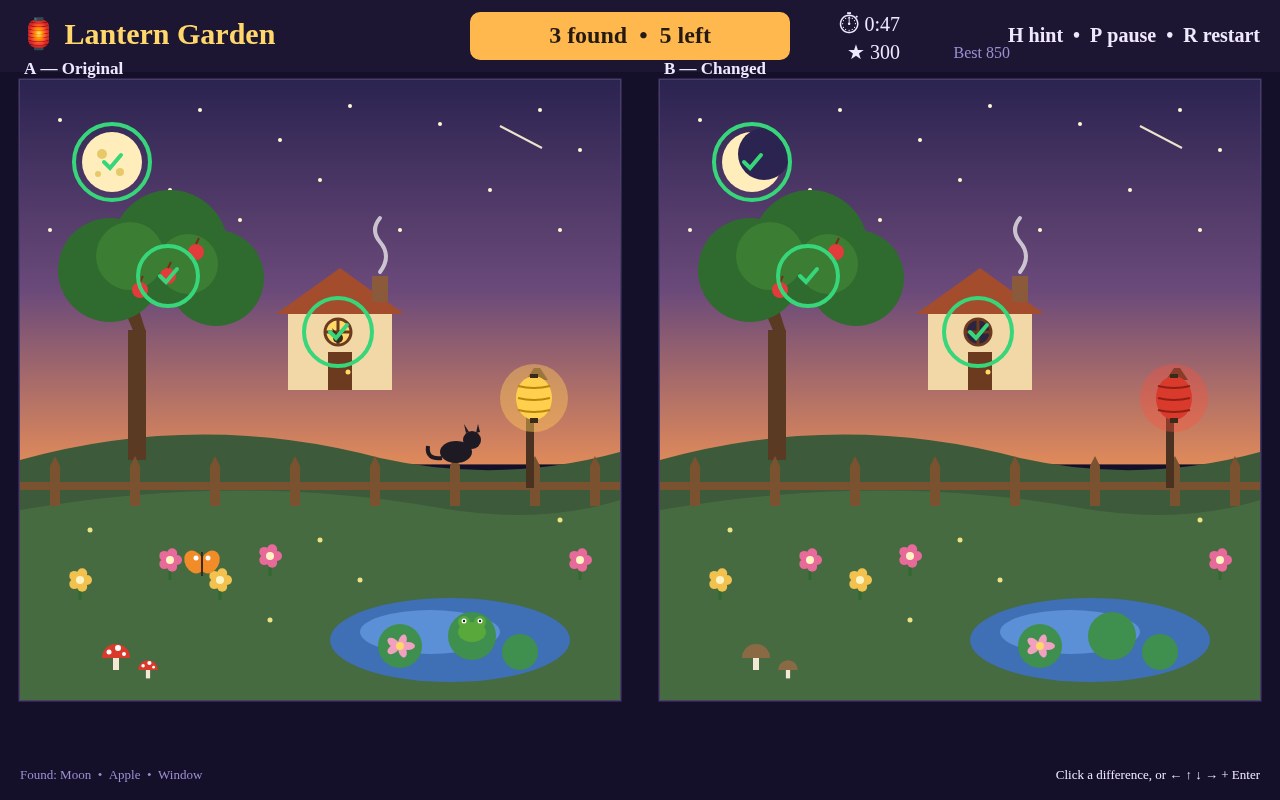 Lantern Garden
3 found • 5 left
⏱ 0:47
★ 300
Best 850
H hint • P pause • R restart
A — Original
B — Changed
Found: Moon • Apple • Window
Click a difference, or ← ↑ ↓ → + Enter